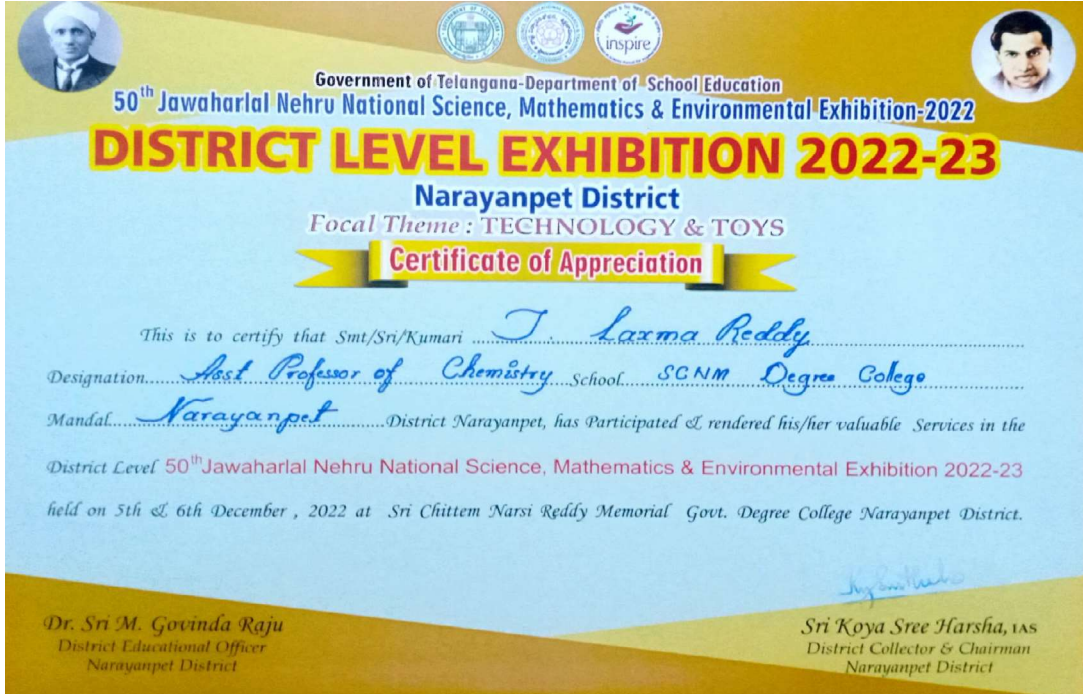 inspire
Government of Telangana-Department of School Education
50th Jawaharlal Nehru National Science, Mathematics & Environmental Exhibition-2022
DISTRICT LEVEL EXHIBITION 2022-23
Narayanpet District
Focal Theme : TECHNOLOGY & TOYS
Certificate of Appreciation
This is to certify that Smt/Sri/Kumari J. Laxma Reddy
Designation Asst Professor of Chemistry School SCNM Degree College
Mandal Narayanpet District Narayanpet, has Participated & rendered his/her valuable Services in the
District Level 50th Jawaharlal Nehru National Science, Mathematics & Environmental Exhibition 2022-23
held on 5th & 6th December , 2022 at Sri Chittem Narsi Reddy Memorial Govt. Degree College Narayanpet District.
Dr. Sri M. Govinda Raju
District Educational Officer
Narayanpet District
Sri Koya Sree Harsha, IAS
District Collector & Chairman
Narayanpet District